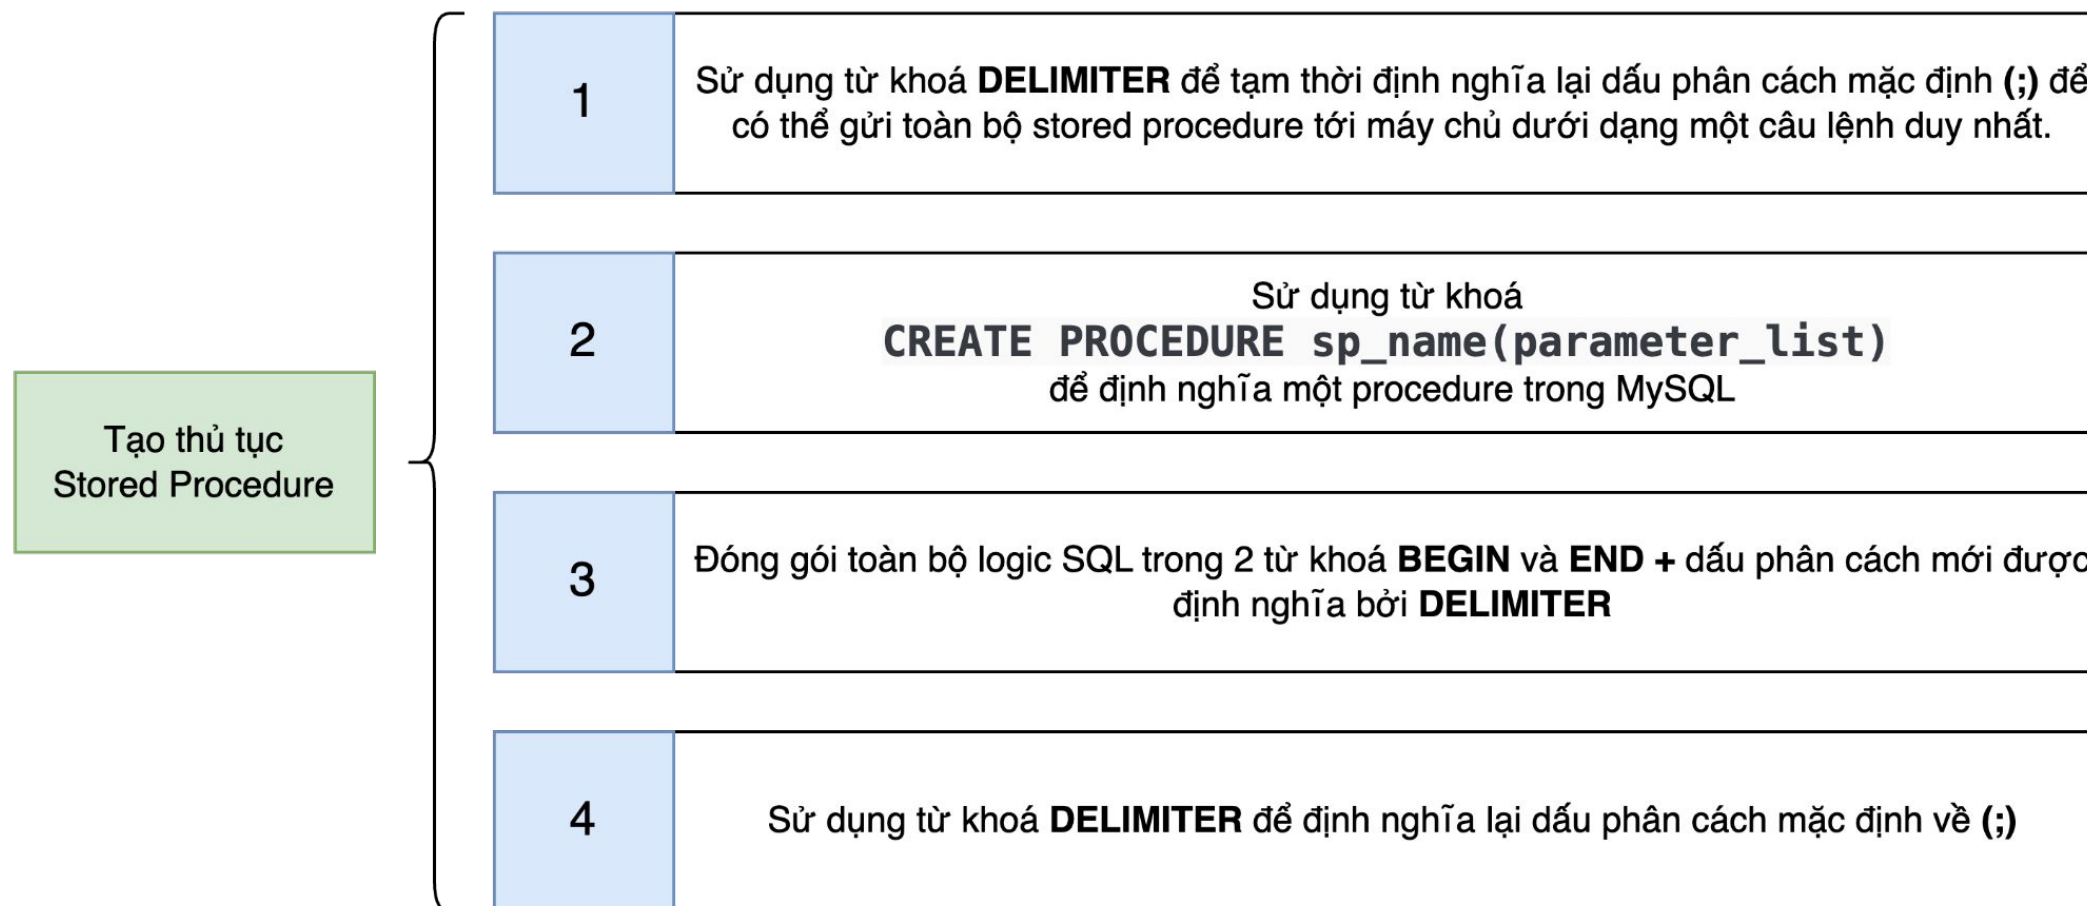 Tạo thủ tục
Stored Procedure
1
Sử dụng từ khoá DELIMITER để tạm thời định nghĩa lại dấu phân cách mặc định (;) để
có thể gửi toàn bộ stored procedure tới máy chủ dưới dạng một câu lệnh duy nhất.
2
Sử dụng từ khoá
CREATE PROCEDURE sp_name(parameter_list)
để định nghĩa một procedure trong MySQL
3
Đóng gói toàn bộ logic SQL trong 2 từ khoá BEGIN và END + dấu phân cách mới được
định nghĩa bởi DELIMITER
4
Sử dụng từ khoá DELIMITER để định nghĩa lại dấu phân cách mặc định về (;)